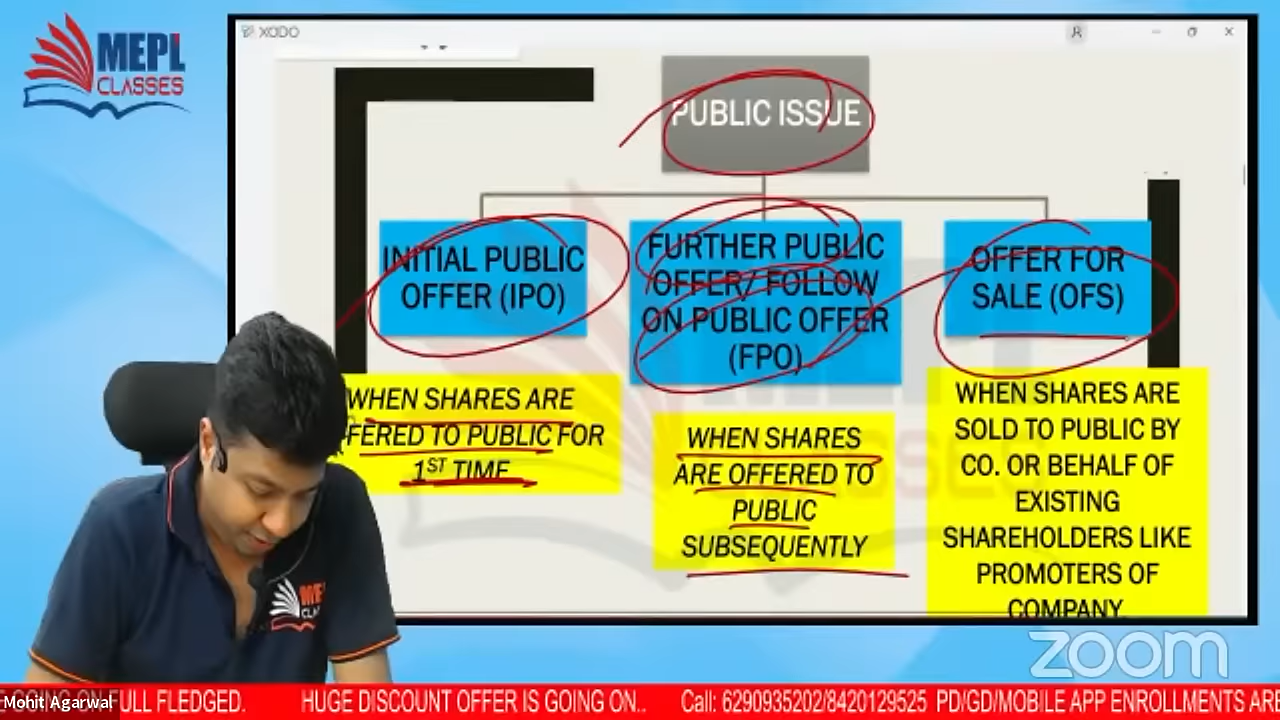 MEPL
CLASSES
XODO
PUBLIC ISSUE
INITIAL PUBLIC
OFFER (IPO)
FURTHER PUBLIC
OFFER/ FOLLOW
ON PUBLIC OFFER
(FPO)
OFFER FOR
SALE (OFS)
WHEN SHARES ARE
FERED TO PUBLIC FOR
1ST TIME
WHEN SHARES
ARE OFFERED TO
PUBLIC
SUBSEQUENTLY
WHEN SHARES ARE
SOLD TO PUBLIC BY
CO. OR BEHALF OF
EXISTING
SHAREHOLDERS LIKE
PROMOTERS OF
COMPANY.
zoom
Mohit Agarwal
GOING ON FULL FLEDGED. HUGE DISCOUNT OFFER IS GOING ON.. Call: 6290935202/8420129525 PD/GD/MOBILE APP ENROLLMENTS ARE